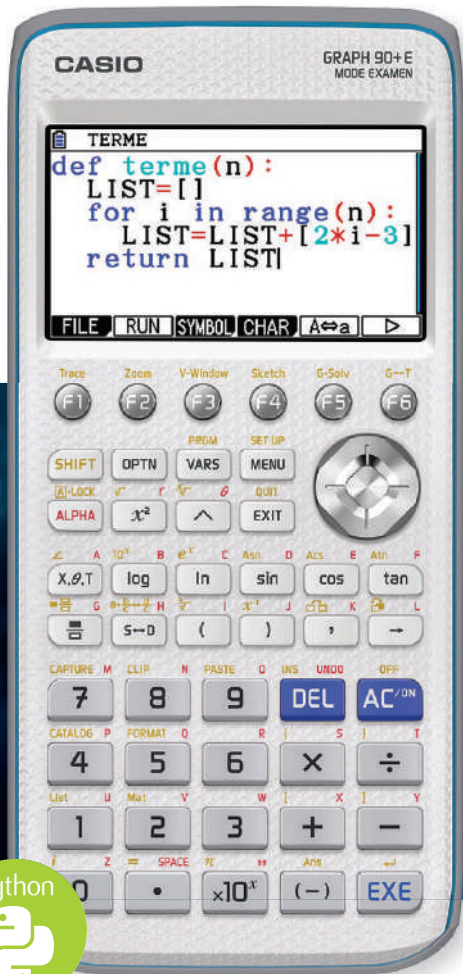 CASIO
GRAPH 90+E
MODE EXAMEN
TERME
def terme(n):
LIST=[]
for i in range(n):
LIST=LIST+[2*i-3]
return LIST
FILE RUN SYMBOL CHAR A⇔a ▷
Trace Zoom V-Window Sketch G-Solv G↔T
F1 F2 F3 F4 F5 F6
PRGM SET UP
SHIFT OPTN VARS MENU
A-LOCK √ r θ QUIT
ALPHA x² ^ EXIT
∠ A 10ˣ B eˣ C Asn D Acs E Atn F
X,θ,T log ln sin cos tan
G H I x⁻¹ J K L
S↔D ( ) , →
CAPTURE M CLIP N PASTE O INS UNDO OFF
7 8 9 DEL AC/ON
CATALOG P FORMAT Q R { S } T
4 5 6 × ÷
List U Mat V W [ X ] Y
1 2 3 + −
i Z = SPACE π " Ans ↵
0 • ×10ˣ (−) EXE
ython